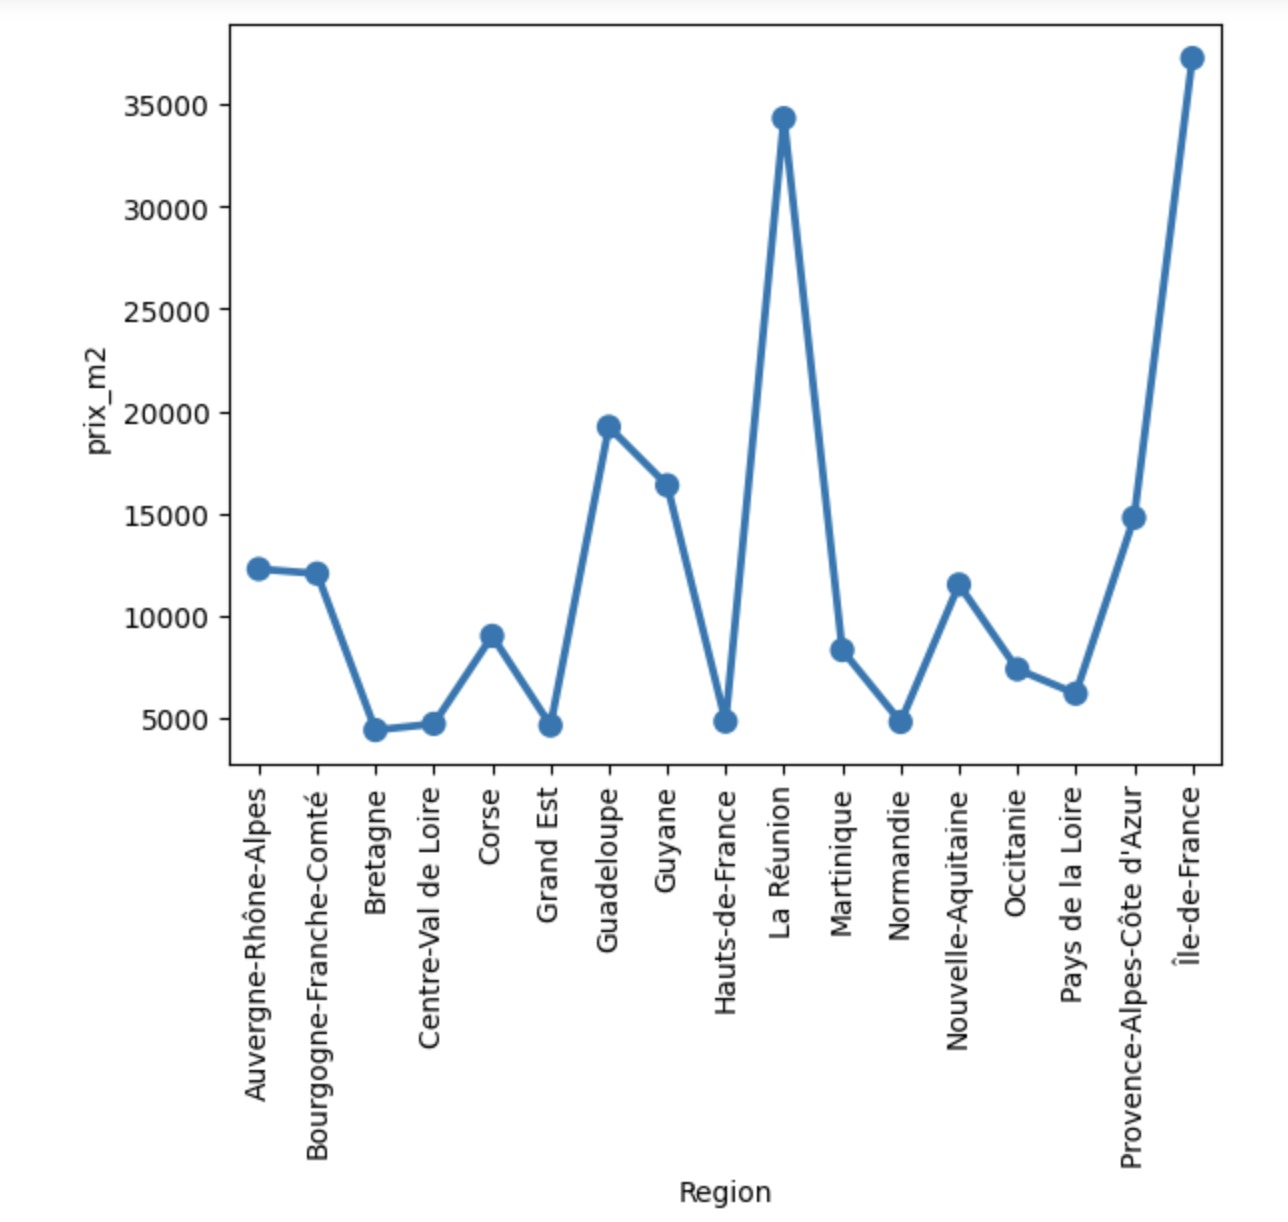 35000
30000
25000
20000
15000
10000
5000
prix_m2
Auvergne-Rhône-Alpes
Bourgogne-Franche-Comté
Bretagne
Centre-Val de Loire
Corse
Grand Est
Guadeloupe
Guyane
Hauts-de-France
La Réunion
Martinique
Normandie
Nouvelle-Aquitaine
Occitanie
Pays de la Loire
Provence-Alpes-Côte d'Azur
Île-de-France
Region